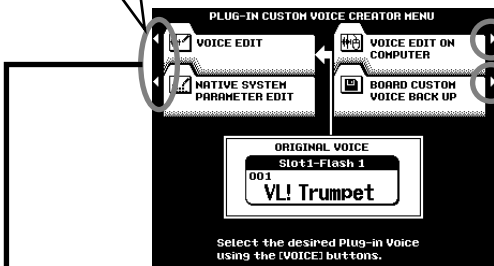 PLUG-IN CUSTOM VOICE CREATOR MENU
VOICE EDIT
VOICE EDIT ON
COMPUTER
NATIVE SYSTEM
PARAMETER EDIT
BOARD CUSTOM
VOICE BACK UP
ORIGINAL VOICE
Slot1-Flash 1
001
VL! Trumpet
Select the desired Plug-in Voice
using the [VOICE] buttons.